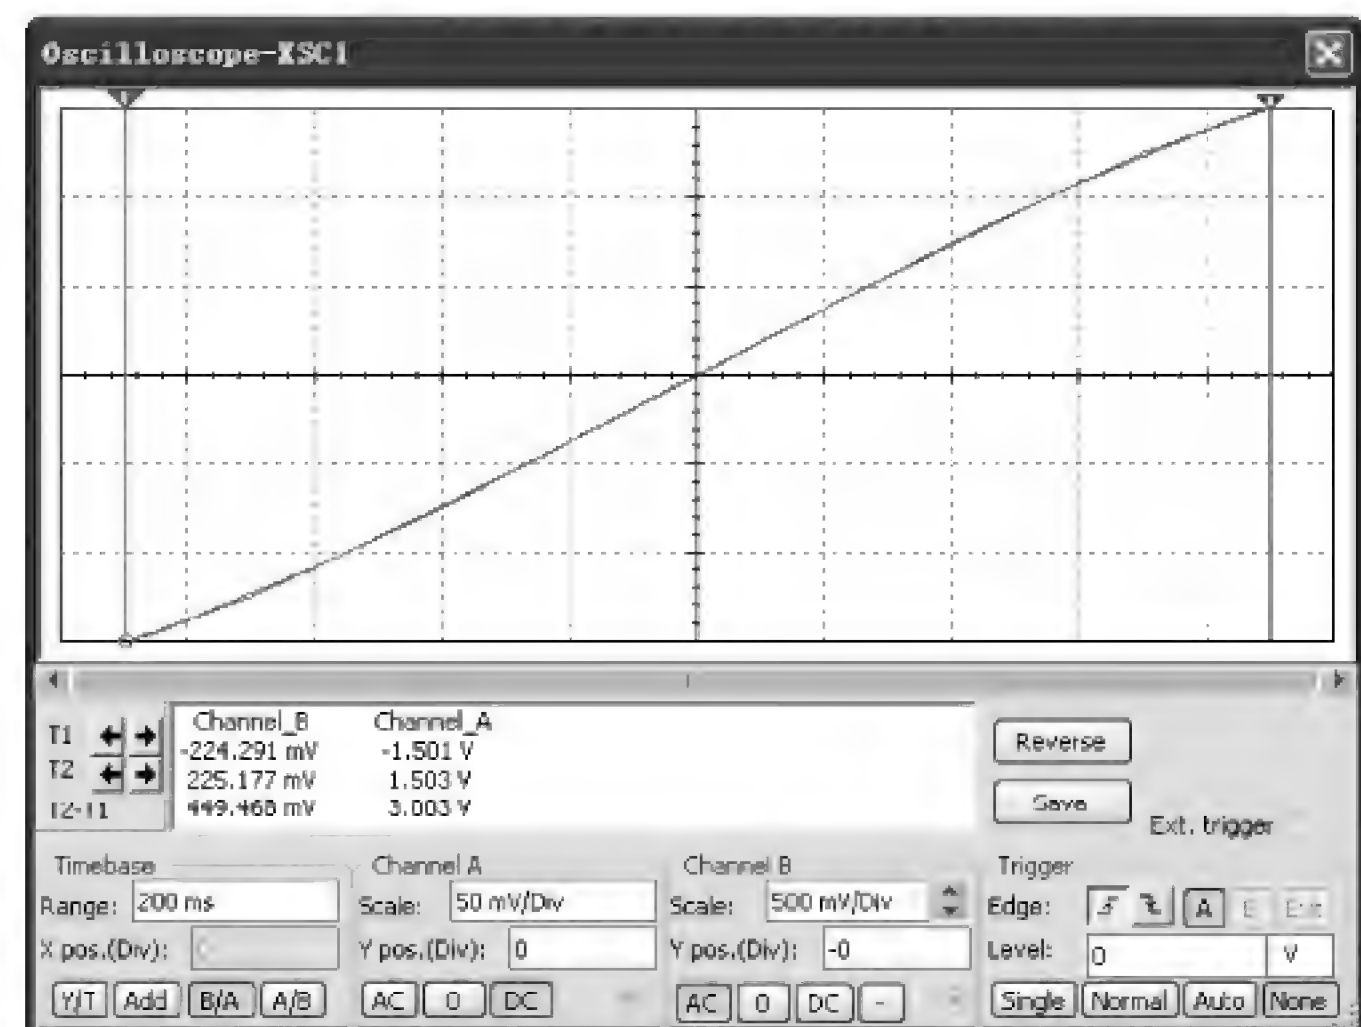 Oscilloscope-XSC1
T1
T2
T2-T1
Channel_B Channel_A
-224.291 mV -1.501 V
225.177 mV 1.503 V
449.468 mV 3.003 V
Reverse
Save
Ext. trigger
Timebase
Range: 200 ms
X pos.(Div):
Y/T Add B/A A/B
Channel A
Scale: 50 mV/Div
Y pos.(Div): 0
AC 0 DC
Channel B
Scale: 500 mV/Div
Y pos.(Div): -0
AC 0 DC -
Trigger
Edge: A
Level: 0 V
Single Normal Auto None